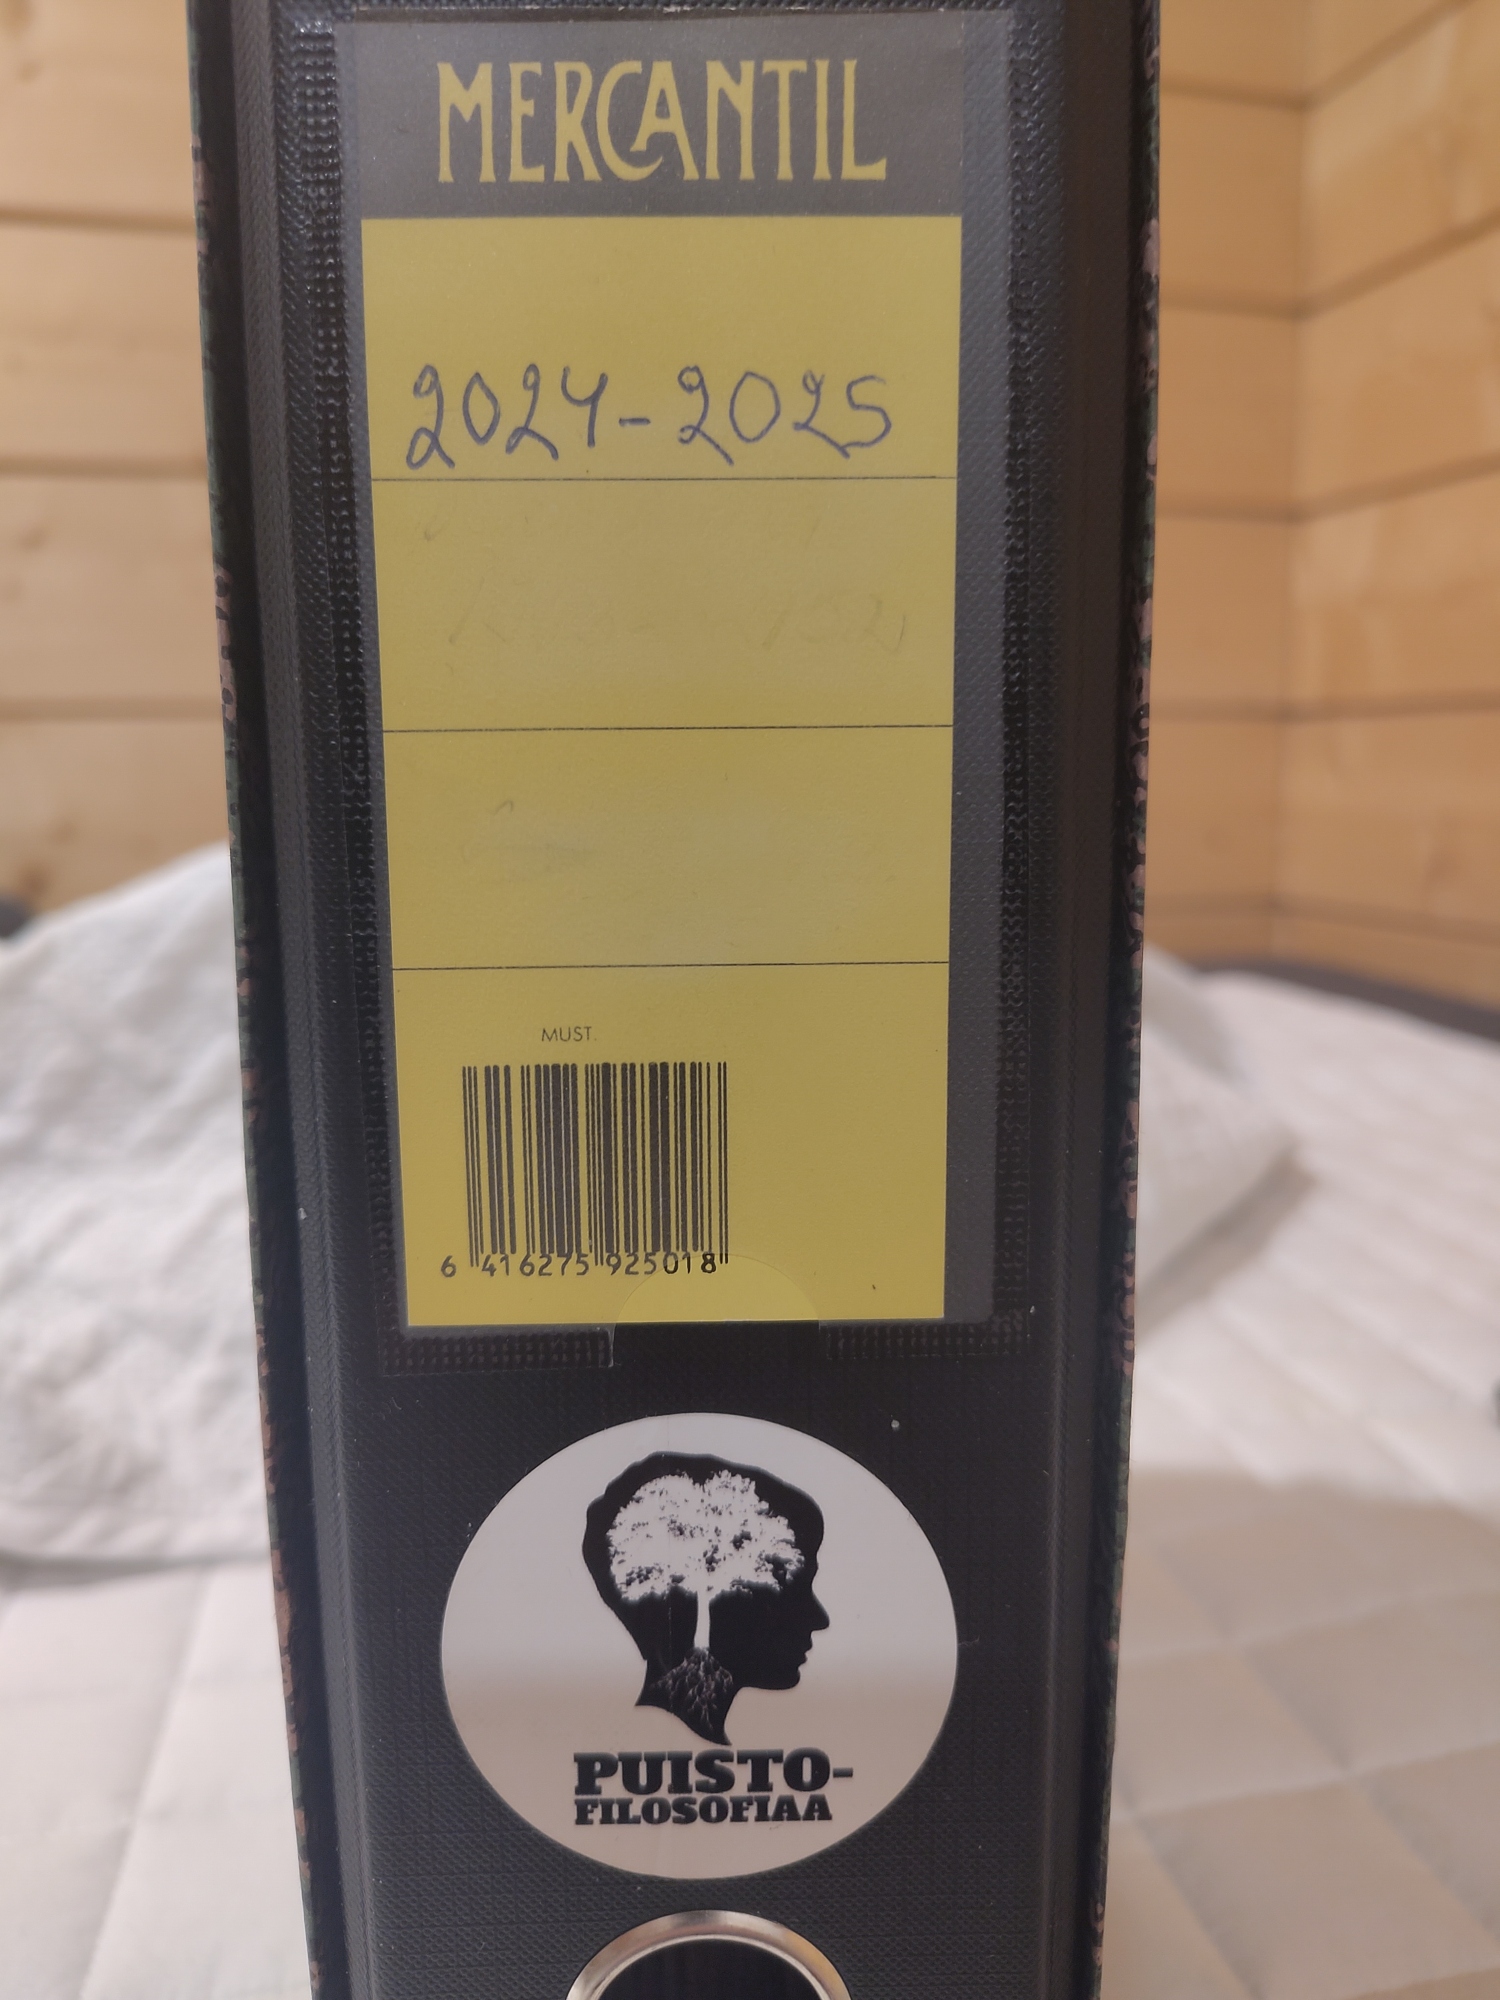 MERCANTIL
2024-2025
MUST.
6 416275 925018
PUISTO-
FILOSOFIAA